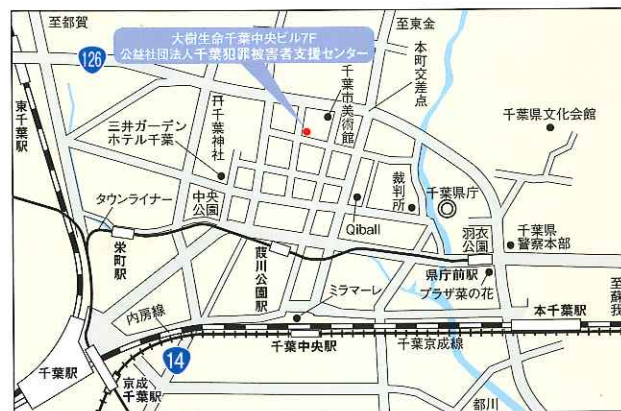 至都賀
至東金
大樹生命千葉中央ビル7F
公益社団法人千葉犯罪被害者支援センター
126
本町交差点
東千葉駅
千葉神社
千葉市美術館
千葉県文化会館
三井ガーデン
ホテル千葉
裁判所
千葉県庁
タウンライナー
中央
公園
Qiball
羽衣
公園
千葉県
警察本部
栄町駅
葭川公園駅
県庁前駅
プラザ菜の花
至蘇我
内房線
ミラマーレ
本千葉駅
千葉駅
14
千葉中央駅
千葉京成線
京成
千葉駅
都川